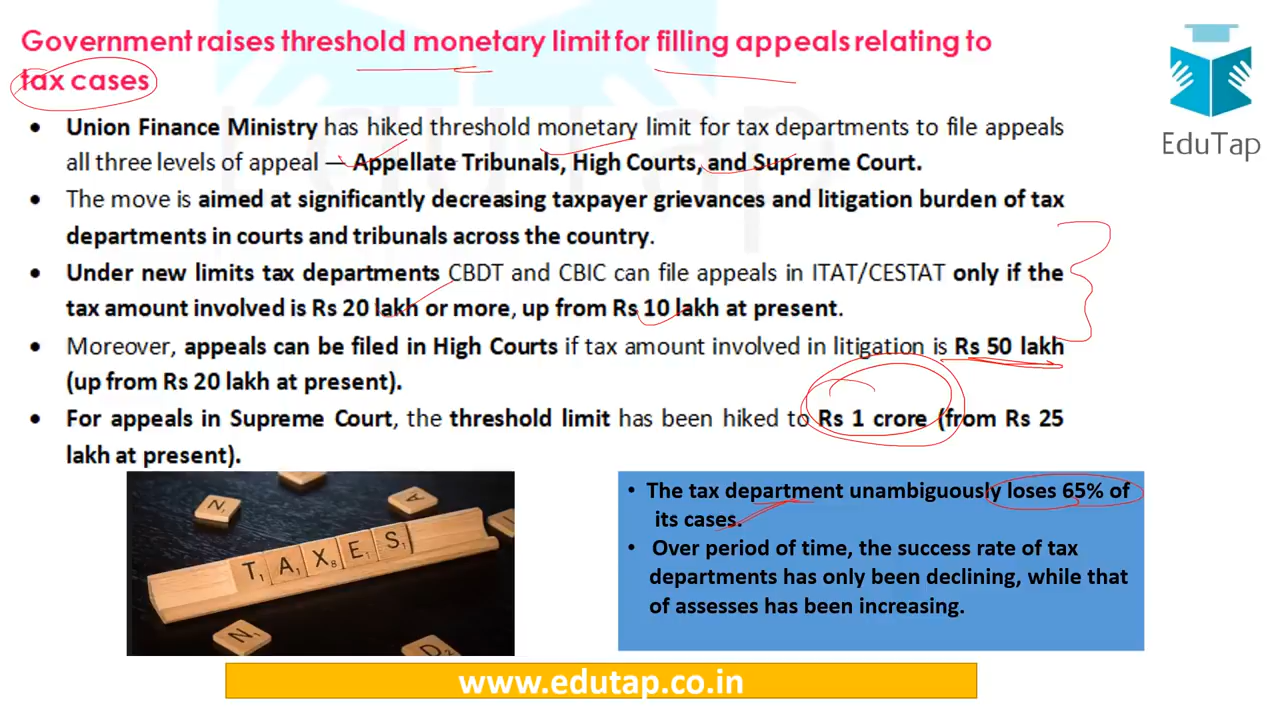 Government raises threshold monetary limit for filling appeals relating to
tax cases
EduTap
• Union Finance Ministry has hiked threshold monetary limit for tax departments to file appeals
all three levels of appeal — Appellate Tribunals, High Courts, and Supreme Court.
• The move is aimed at significantly decreasing taxpayer grievances and litigation burden of tax
departments in courts and tribunals across the country.
• Under new limits tax departments CBDT and CBIC can file appeals in ITAT/CESTAT only if the
tax amount involved is Rs 20 lakh or more, up from Rs 10 lakh at present.
• Moreover, appeals can be filed in High Courts if tax amount involved in litigation is Rs 50 lakh
(up from Rs 20 lakh at present).
• For appeals in Supreme Court, the threshold limit has been hiked to Rs 1 crore (from Rs 25
lakh at present).
N
A
T A X E S
N
D
• The tax department unambiguously loses 65% of
its cases.
• Over period of time, the success rate of tax
departments has only been declining, while that
of assesses has been increasing.
www.edutap.co.in